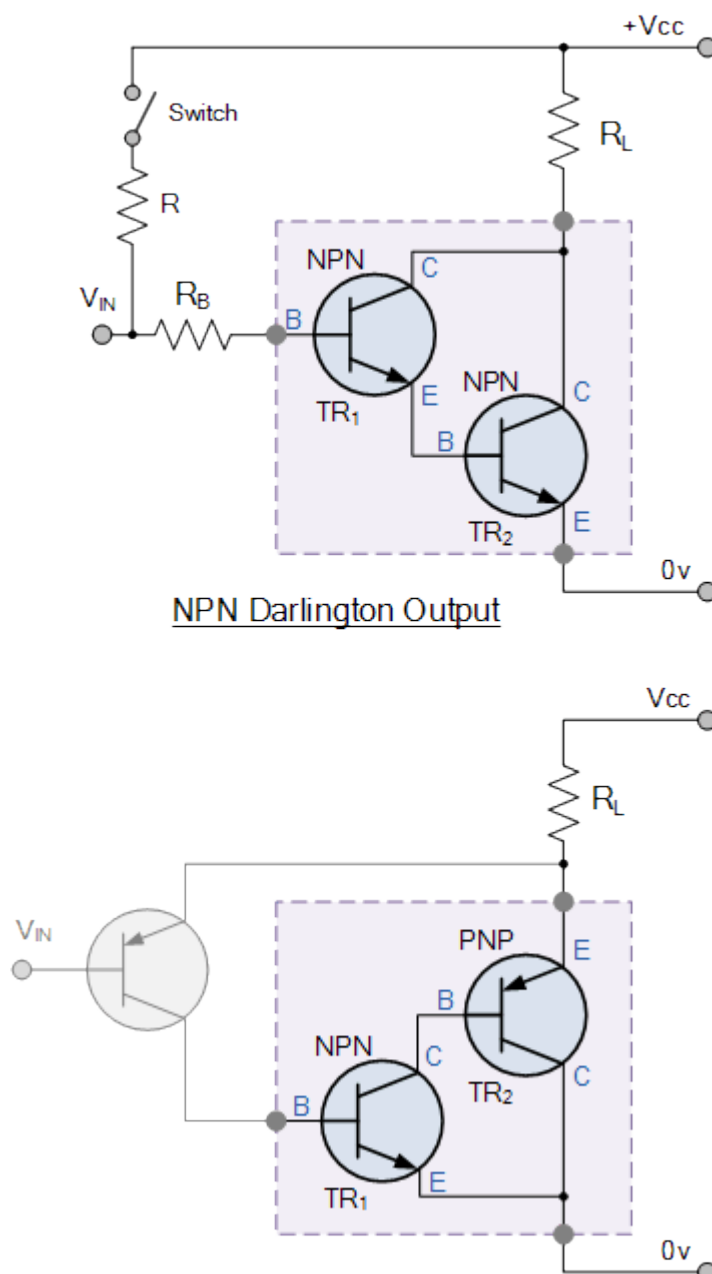 +Vcc
Switch
RL
R
NPN
C
VIN
RB
B
NPN
E
C
TR1
B
TR2
E
0v
NPN Darlington Output
Vcc
RL
VIN
PNP
E
B
NPN
C
TR2
C
B
TR1
E
0v